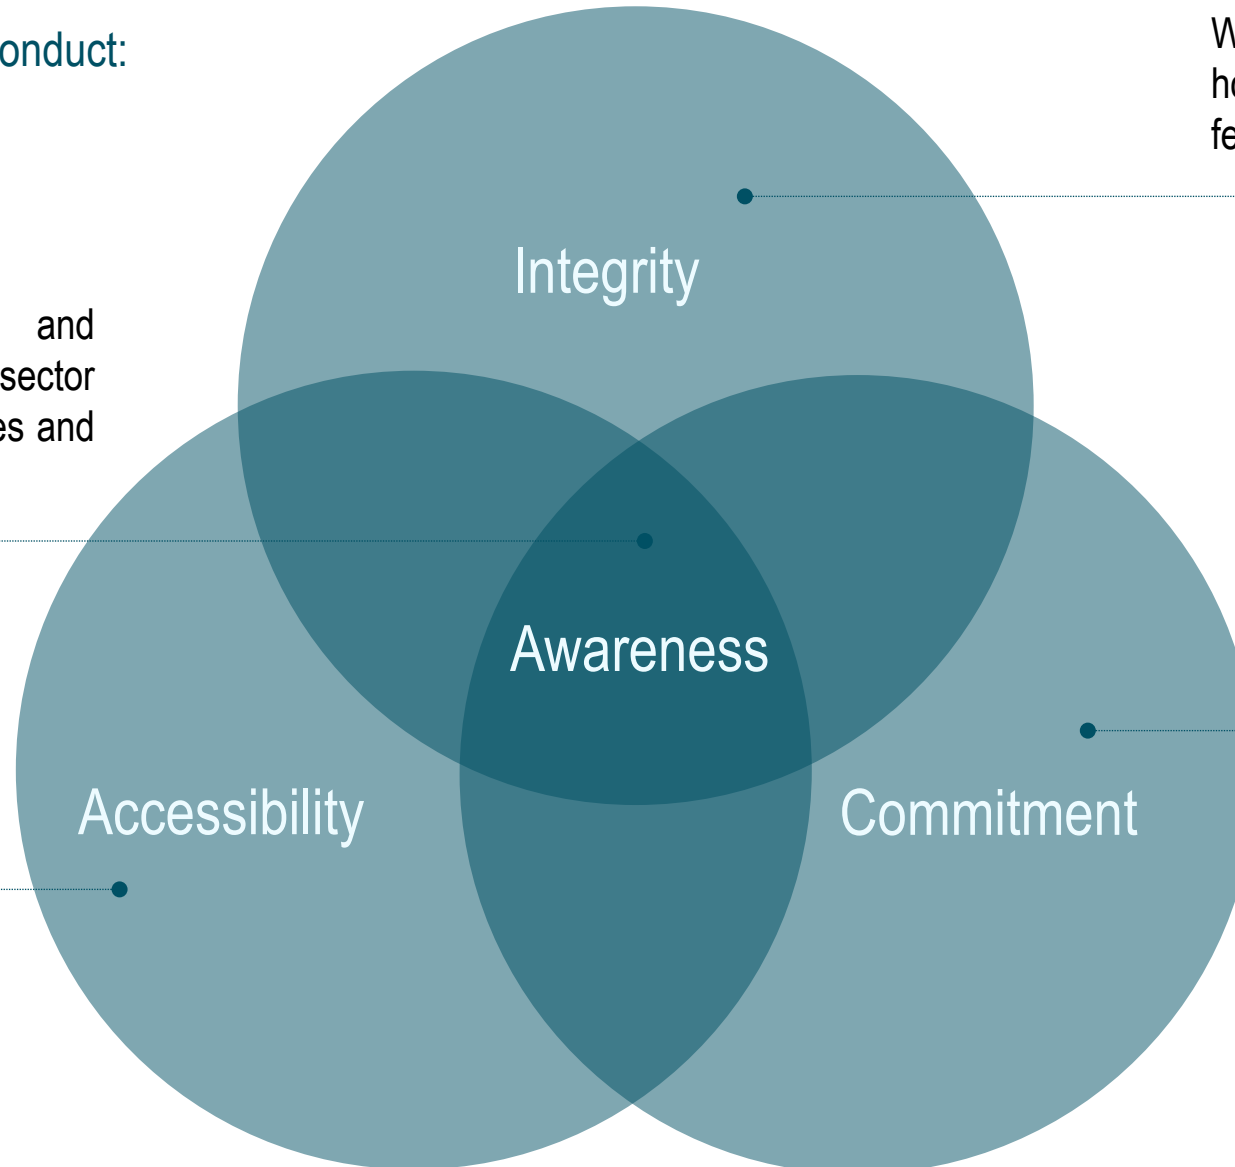 onduct:
Integrity
and
sector
es and
Awareness
Accessibility
Commitment